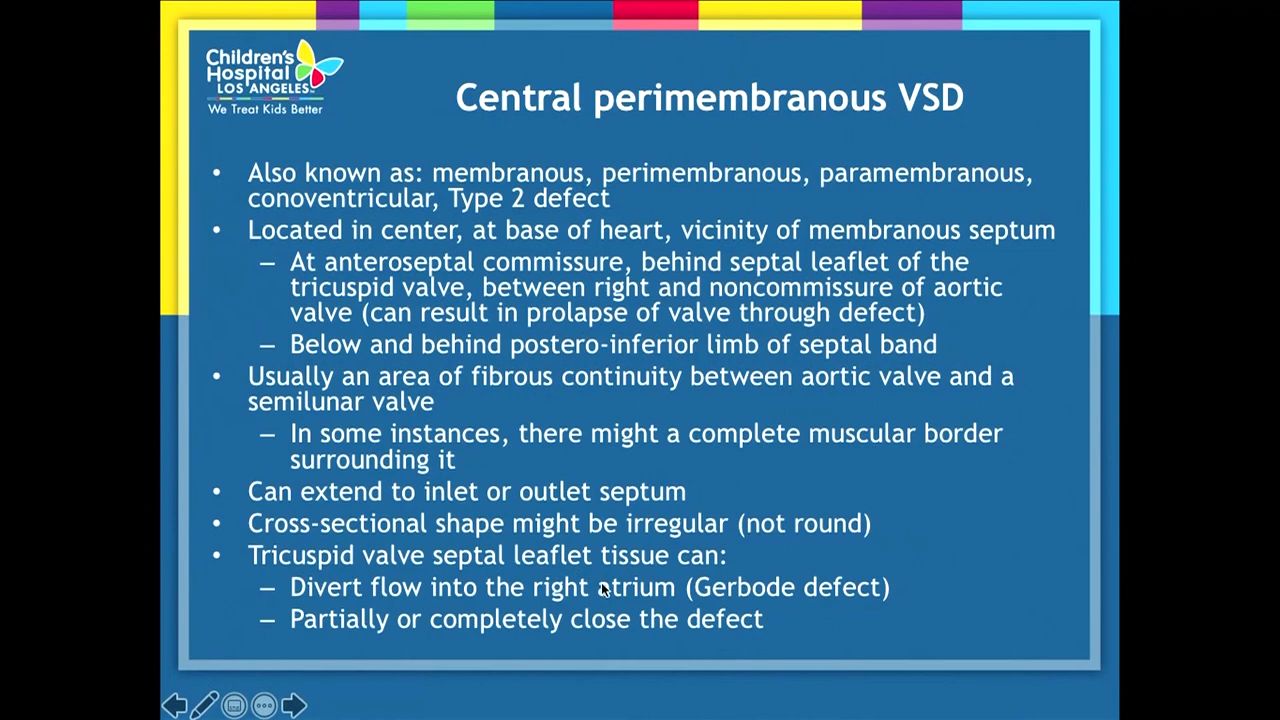 Children's
Hospital
LOS ANGELES
We Treat Kids Better
Central perimembranous VSD
• Also known as: membranous, perimembranous, paramembranous,
conoventricular, Type 2 defect
• Located in center, at base of heart, vicinity of membranous septum
– At anteroseptal commissure, behind septal leaflet of the
tricuspid valve, between right and noncommissure of aortic
valve (can result in prolapse of valve through defect)
– Below and behind postero-inferior limb of septal band
• Usually an area of fibrous continuity between aortic valve and a
semilunar valve
– In some instances, there might a complete muscular border
surrounding it
• Can extend to inlet or outlet septum
• Cross-sectional shape might be irregular (not round)
• Tricuspid valve septal leaflet tissue can:
– Divert flow into the right atrium (Gerbode defect)
– Partially or completely close the defect